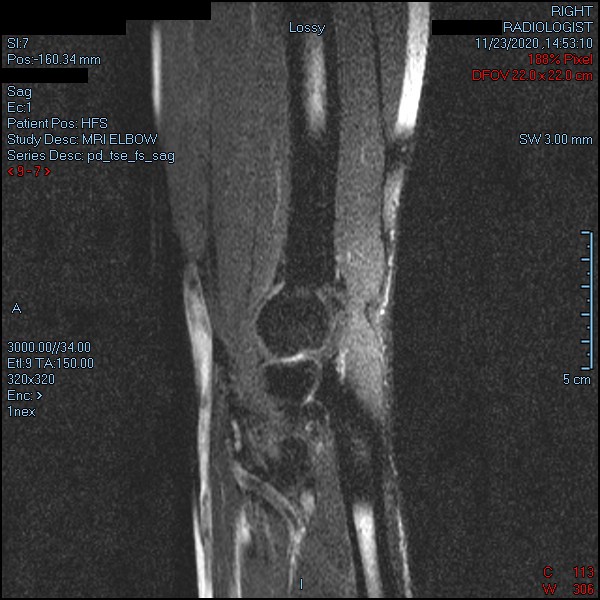 RIGHT
Lossy
RADIOLOGIST
SI:7
11/23/2020 ,14:53:10
Pos:-160.34 mm
188% Pixel
DFOV 22.0 x 22.0 cm
Sag
Ec:1
Patient Pos: HFS
Study Desc: MRI ELBOW
SW 3.00 mm
Series Desc: pd_tse_fs_sag
< 9 - 7 >
A
3000.00//34.00
Etl:9 TA:150.00
320x320
5 cm
Enc: >
1nex
I
C 113
W 306